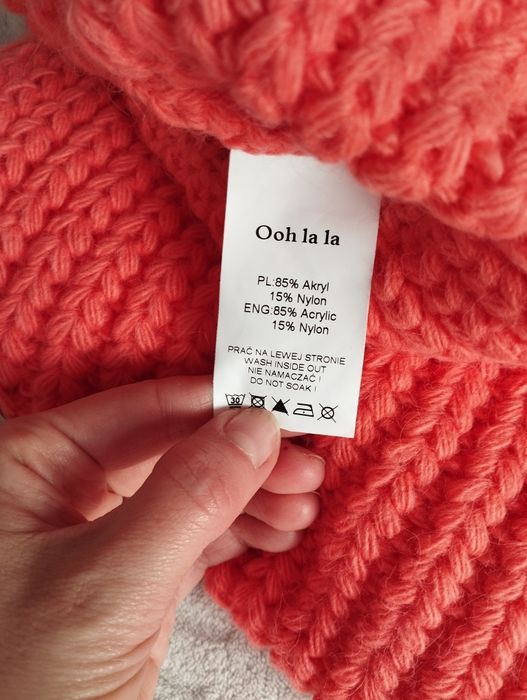 Ooh la la
PL:85% Akryl
15% Nylon
ENG:85% Acrylic
15% Nylon
PRAĆ NA LEWEJ STRONIE
WASH INSIDE OUT
NIE NAMACZAĆ !
DO NOT SOAK !
30